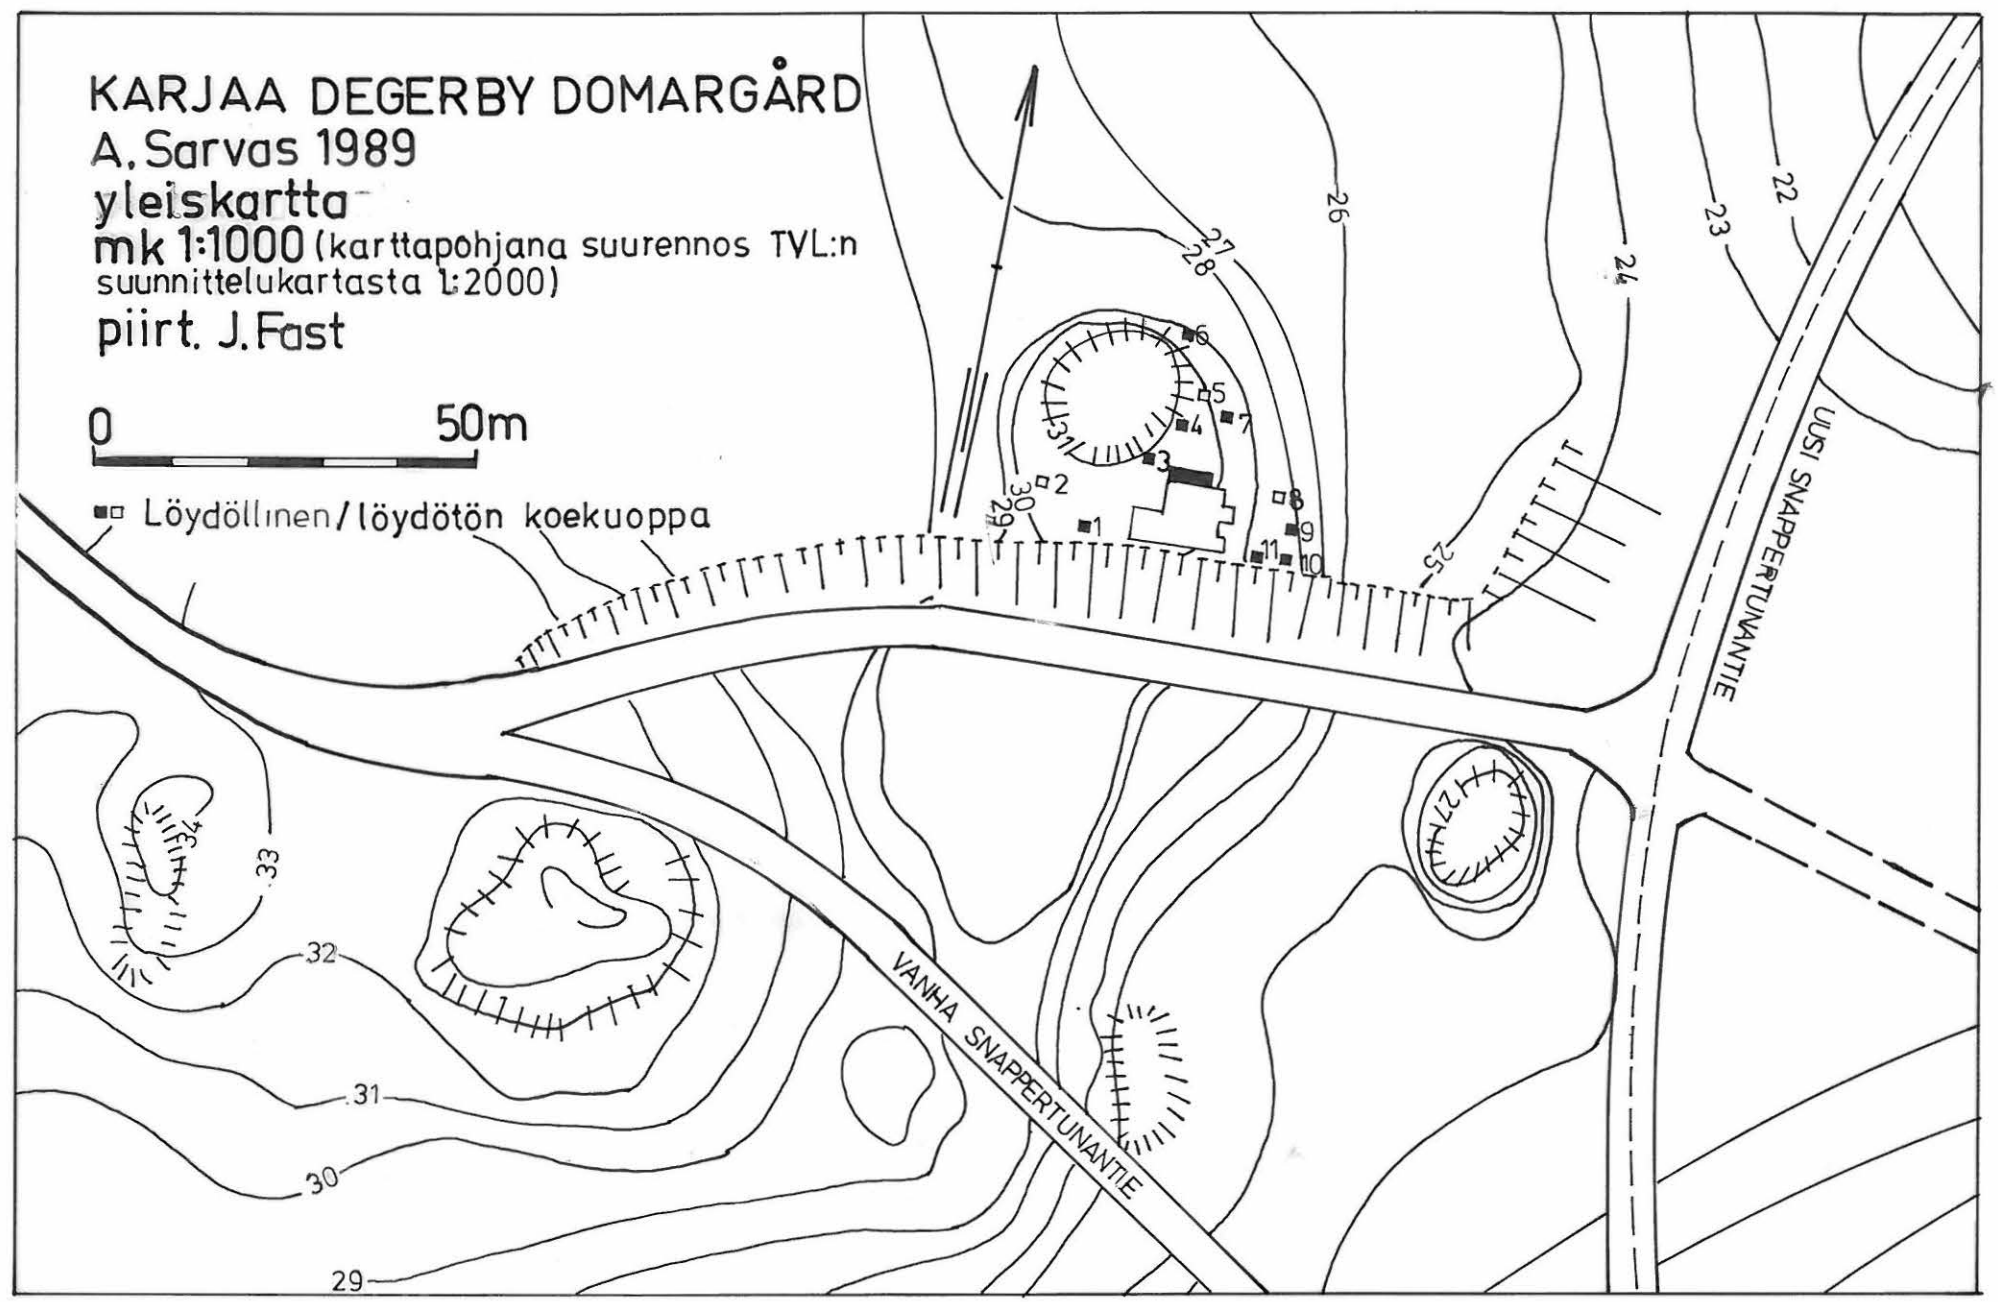 KARJAA DEGERBY DOMARGÅRD
A. Sarvas 1989
yleiskartta
mk 1:1000 (karttapohjana suurennos TVL:n
suunnittelukartasta 1:2000)
piirt. J. Fast
0 50m
Löydöllinen/löydötön koekuoppa
26
27
28
24
23
22
6
5
7
4
31
3
2
30
29
1
8
9
11
10
25
UUSI SNAPPERTUNANTIE
27
34
33
32
31
30
29
VANHA SNAPPERTUNANTIE